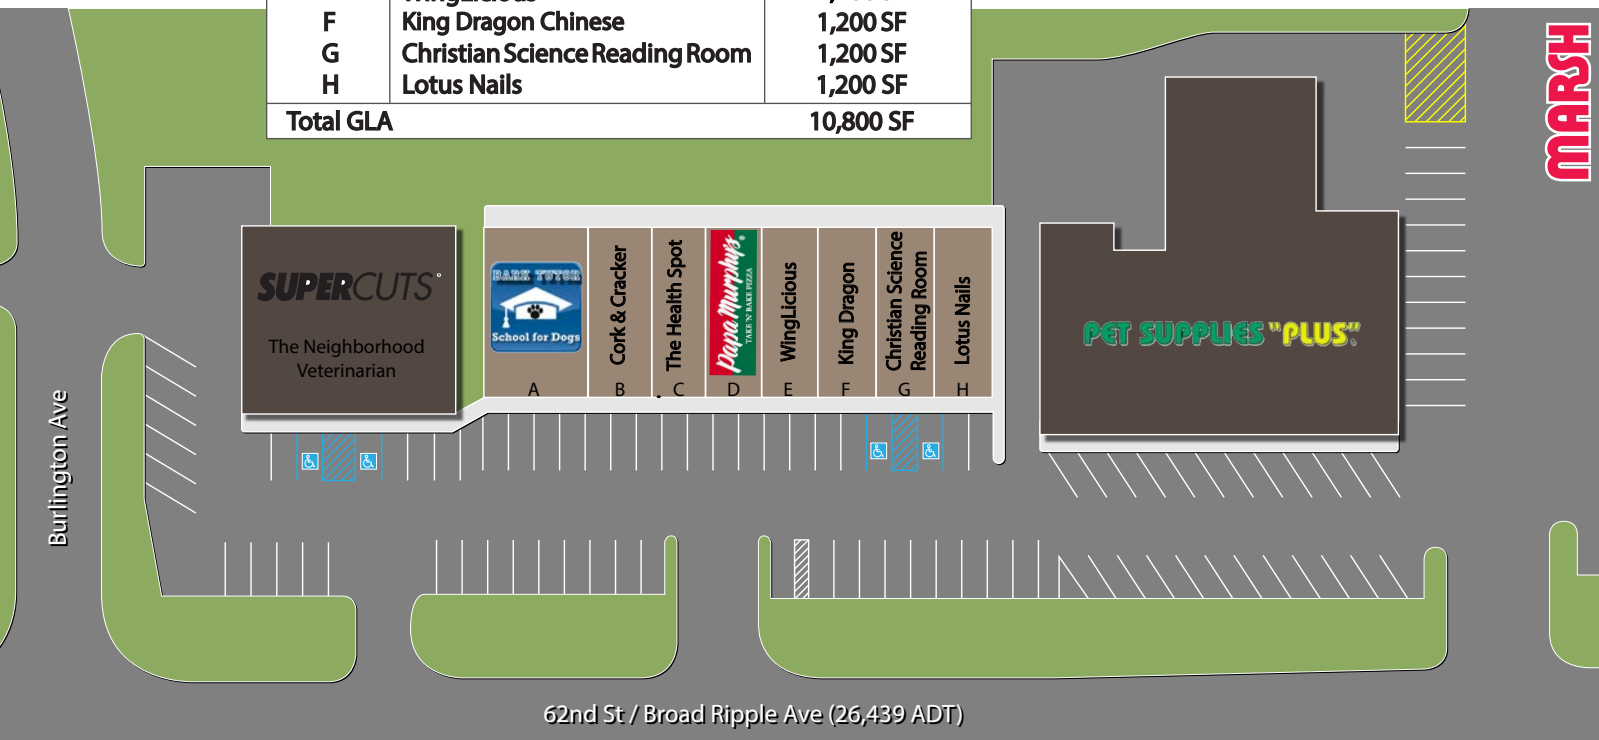 WingLicious
F King Dragon Chinese 1,200 SF
G Christian Science Reading Room 1,200 SF
H Lotus Nails 1,200 SF
Total GLA 10,800 SF
MARSH
SUPERCUTS®
The Neighborhood
Veterinarian
BARK TUTOR
School for Dogs
A
Cork & Cracker
B
The Health Spot
C
Papa Murphy's®
TAKE 'N' BAKE PIZZA
D
WingLicious
E
King Dragon
F
Christian Science
Reading Room
G
Lotus Nails
H
PET SUPPLIES "PLUS"
Burlington Ave
62nd St / Broad Ripple Ave (26,439 ADT)